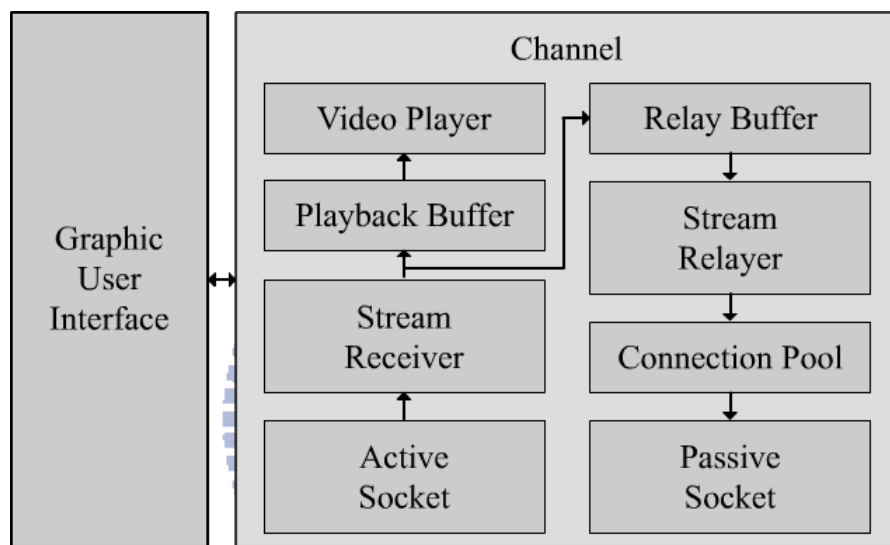 Graphic
User
Interface
Channel
Video Player
Playback Buffer
Stream
Receiver
Active
Socket
Relay Buffer
Stream
Relayer
Connection Pool
Passive
Socket